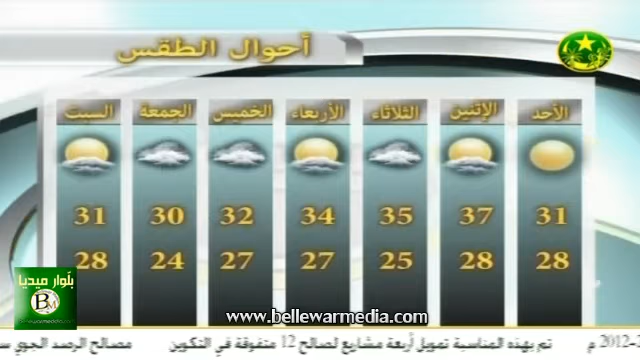 أحوال الطقس
الأحد الإثنين الثلاثاء الأربعاء الخميس الجمعة السبت
31 37 35 34 32 30 31
28 28 25 27 27 24 28
بلوار ميديا
BM
www.bellewarmedia.com
2012- م تم بهذه المناسبة تمويل أربعة مشاريع لصالح 12 متفوقة في التكوين مصالح الرصد الجوي